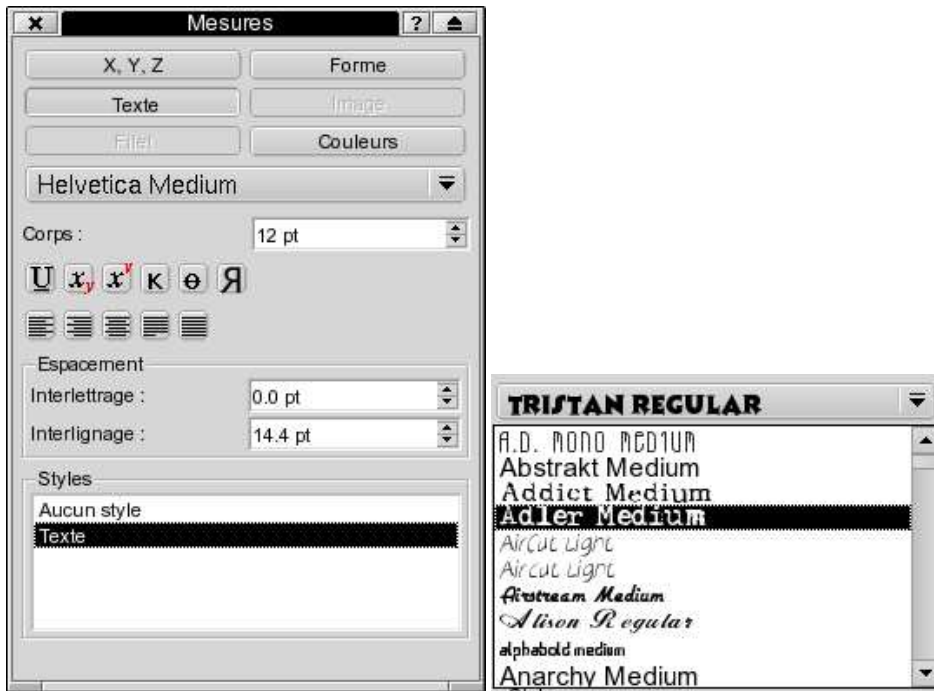 Mesures ?
X, Y, Z Forme
Texte Image
Filet Couleurs
Helvetica Medium
Corps : 12 pt
U xy xy K Θ Я
Espacement
Interlettrage : 0.0 pt
Interlignage : 14.4 pt
Styles
Aucun style
Texte
TRISTAN REGULAR
A.D. MONO MEDIUM
Abstrakt Medium
Addict Medium
Adler Medium
AirCut Light
AirCut Light
Airstream Medium
Alison Regular
alphabold medium
Anarchy Medium